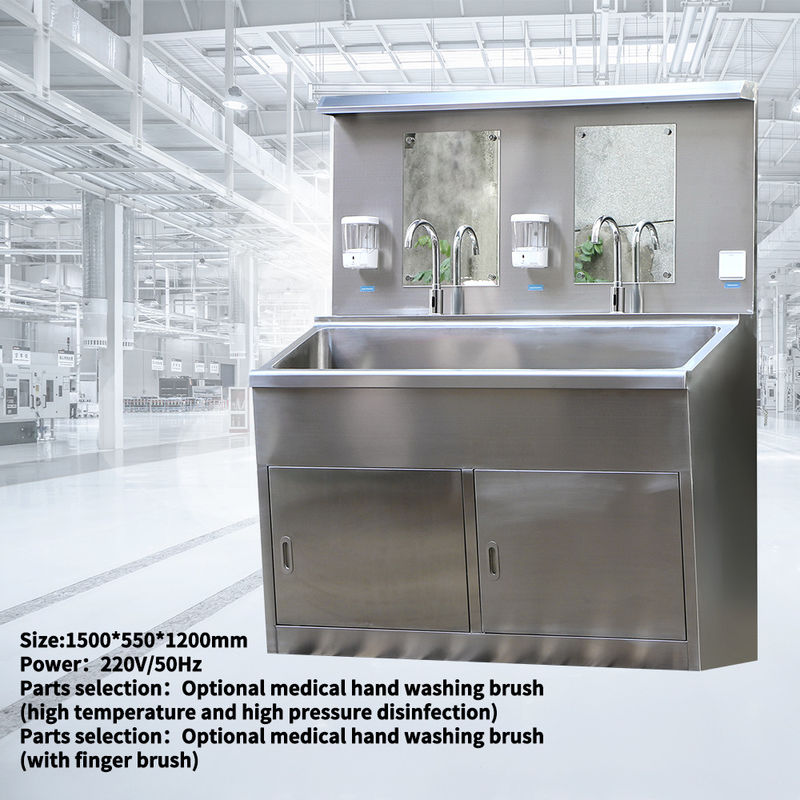 Size:1500*550*1200mm
Power：220V/50Hz
Parts selection：Optional medical hand washing brush
(high temperature and high pressure disinfection)
Parts selection：Optional medical hand washing brush
(with finger brush)